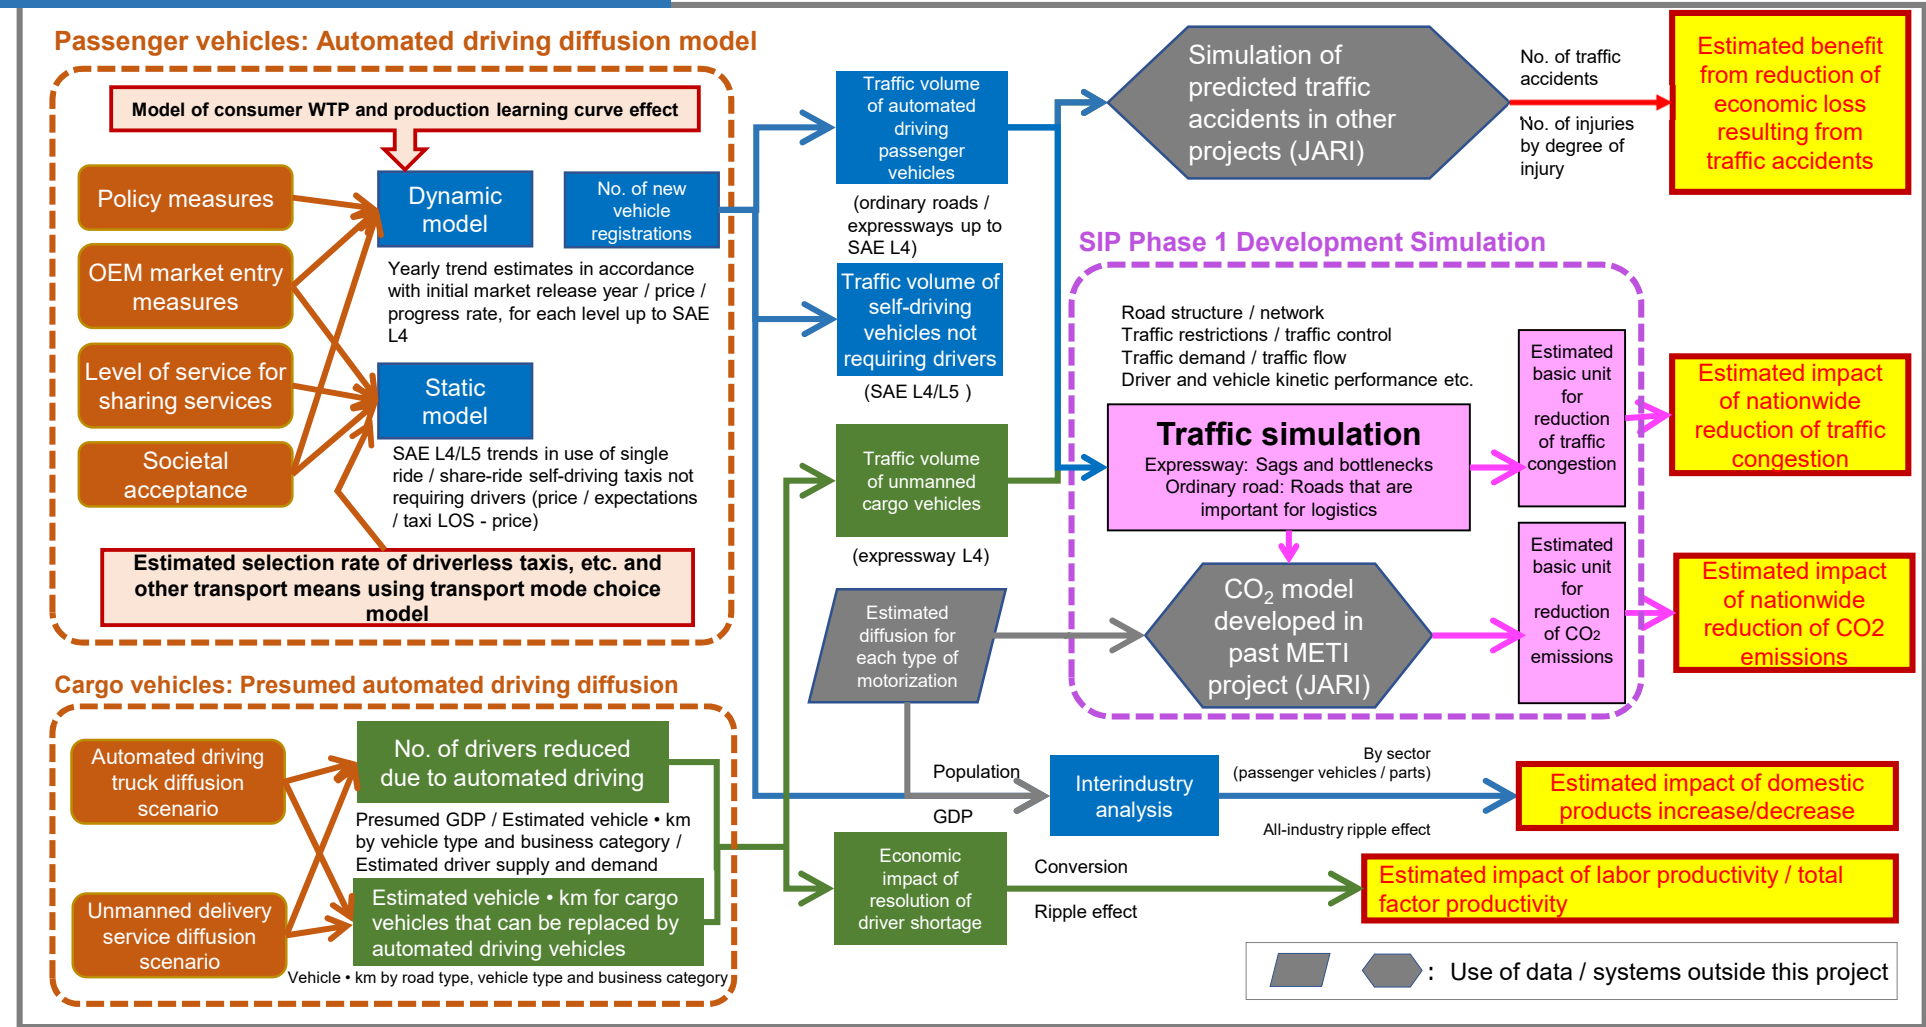 Passenger vehicles: Automated driving diffusion model
Model of consumer WTP and production learning curve effect
Policy measures
OEM market entry
measures
Level of service for
sharing services
Societal
acceptance
Dynamic
model
No. of new
vehicle
registrations
Yearly trend estimates in accordance
with initial market release year / price /
progress rate, for each level up to SAE
L4
Static
model
SAE L4/L5 trends in use of single
ride / share-ride self-driving taxis not
requiring drivers (price / expectations
/ taxi LOS - price)
Estimated selection rate of driverless taxis, etc. and
other transport means using transport mode choice
model
Cargo vehicles: Presumed automated driving diffusion
Automated driving
truck diffusion
scenario
Unmanned delivery
service diffusion
scenario
No. of drivers reduced
due to automated driving
Presumed GDP / Estimated vehicle • km
by vehicle type and business category /
Estimated driver supply and demand
Estimated vehicle • km for cargo
vehicles that can be replaced by
automated driving vehicles
Vehicle • km by road type, vehicle type and business category
Traffic volume
of automated
driving
passenger
vehicles
(ordinary roads /
expressways up to
SAE L4)
Traffic volume of
self-driving
vehicles not
requiring drivers
(SAE L4/L5 )
Traffic volume
of unmanned
cargo vehicles
(expressway L4)
Estimated
diffusion for
each type of
motorization
Population
GDP
Economic
impact of
resolution of
driver shortage
Conversion
Ripple effect
Simulation of
predicted traffic
accidents in other
projects (JARI)
No. of traffic
accidents
No. of injuries
by degree of
injury
Estimated benefit
from reduction of
economic loss
resulting from
traffic accidents
SIP Phase 1 Development Simulation
Road structure / network
Traffic restrictions / traffic control
Traffic demand / traffic flow
Driver and vehicle kinetic performance etc.
Traffic simulation
Expressway: Sags and bottlenecks
Ordinary road: Roads that are
important for logistics
CO2 model
developed in
past METI
project (JARI)
Estimated
basic unit
for
reduction
of traffic
congestion
Estimated
basic unit
for
reduction
of CO2
emissions
Estimated impact
of nationwide
reduction of traffic
congestion
Estimated impact
of nationwide
reduction of CO2
emissions
Interindustry
analysis
By sector
(passenger vehicles / parts)
All-industry ripple effect
Estimated impact of domestic
products increase/decrease
Estimated impact of labor productivity / total
factor productivity
: Use of data / systems outside this project